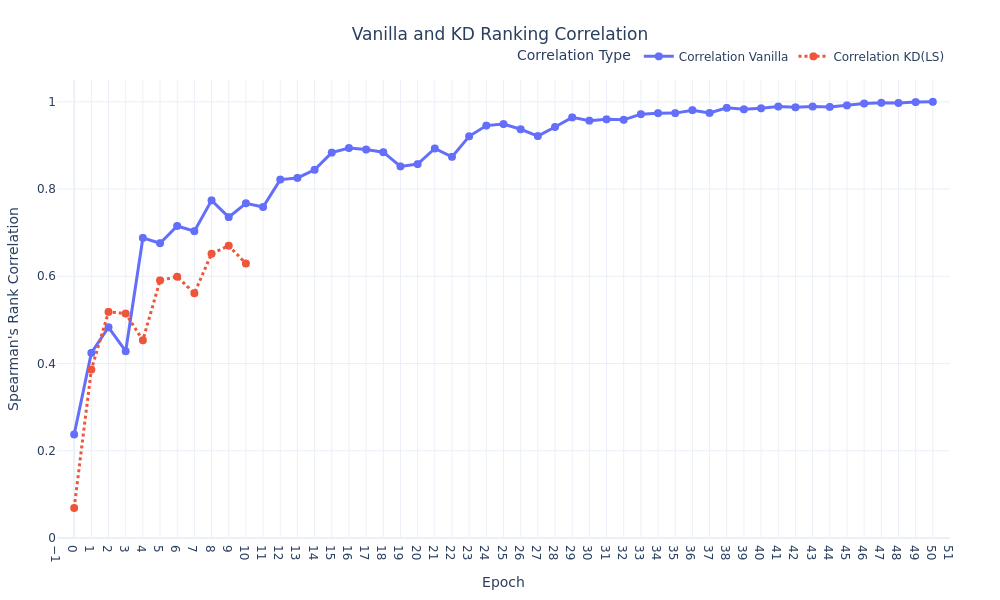 Vanilla and KD Ranking Correlation
Correlation Type
Correlation Vanilla
Correlation KD(LS)
Spearman's Rank Correlation
1
0.8
0.6
0.4
0.2
0
−1 0 1 2 3 4 5 6 7 8 9 10 11 12 13 14 15 16 17 18 19 20 21 22 23 24 25 26 27 28 29 30 31 32 33 34 35 36 37 38 39 40 41 42 43 44 45 46 47 48 49 50 51
Epoch